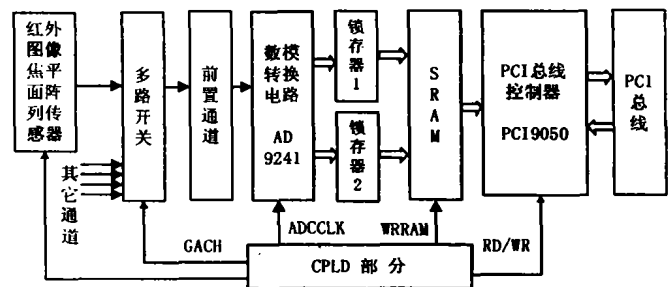 红外
图像
焦平
面阵
列传
感器
多路开关
前置通道
数模
转换
电路
AD
9241
锁存器1
锁存器2
SRAM
PCI总线
控制器
PCI9050
PCI
总线
其它通道
GACH
ADCCLK
WRRAM
RD/WR
CPLD 部分